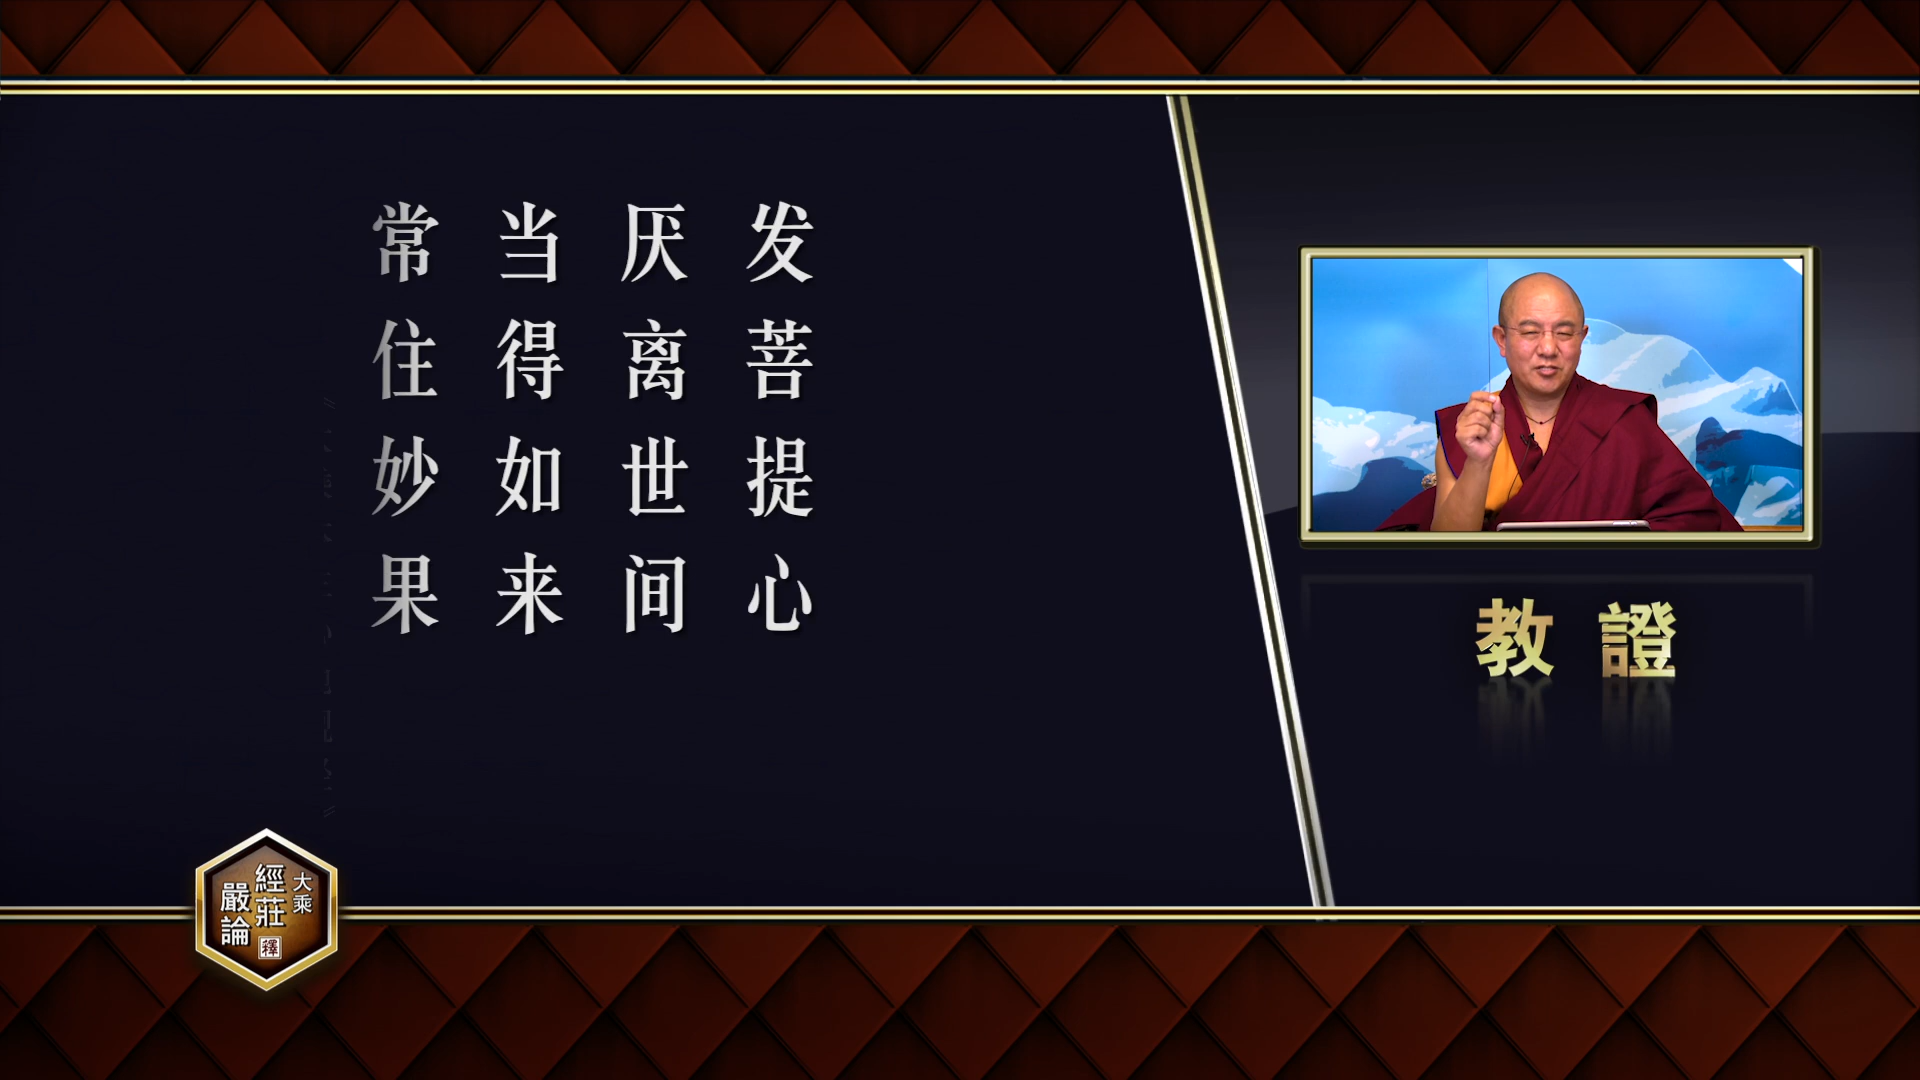 发菩提心
厌离世间
当得如来
常住妙果
教證
大乘
經莊
嚴論
釋